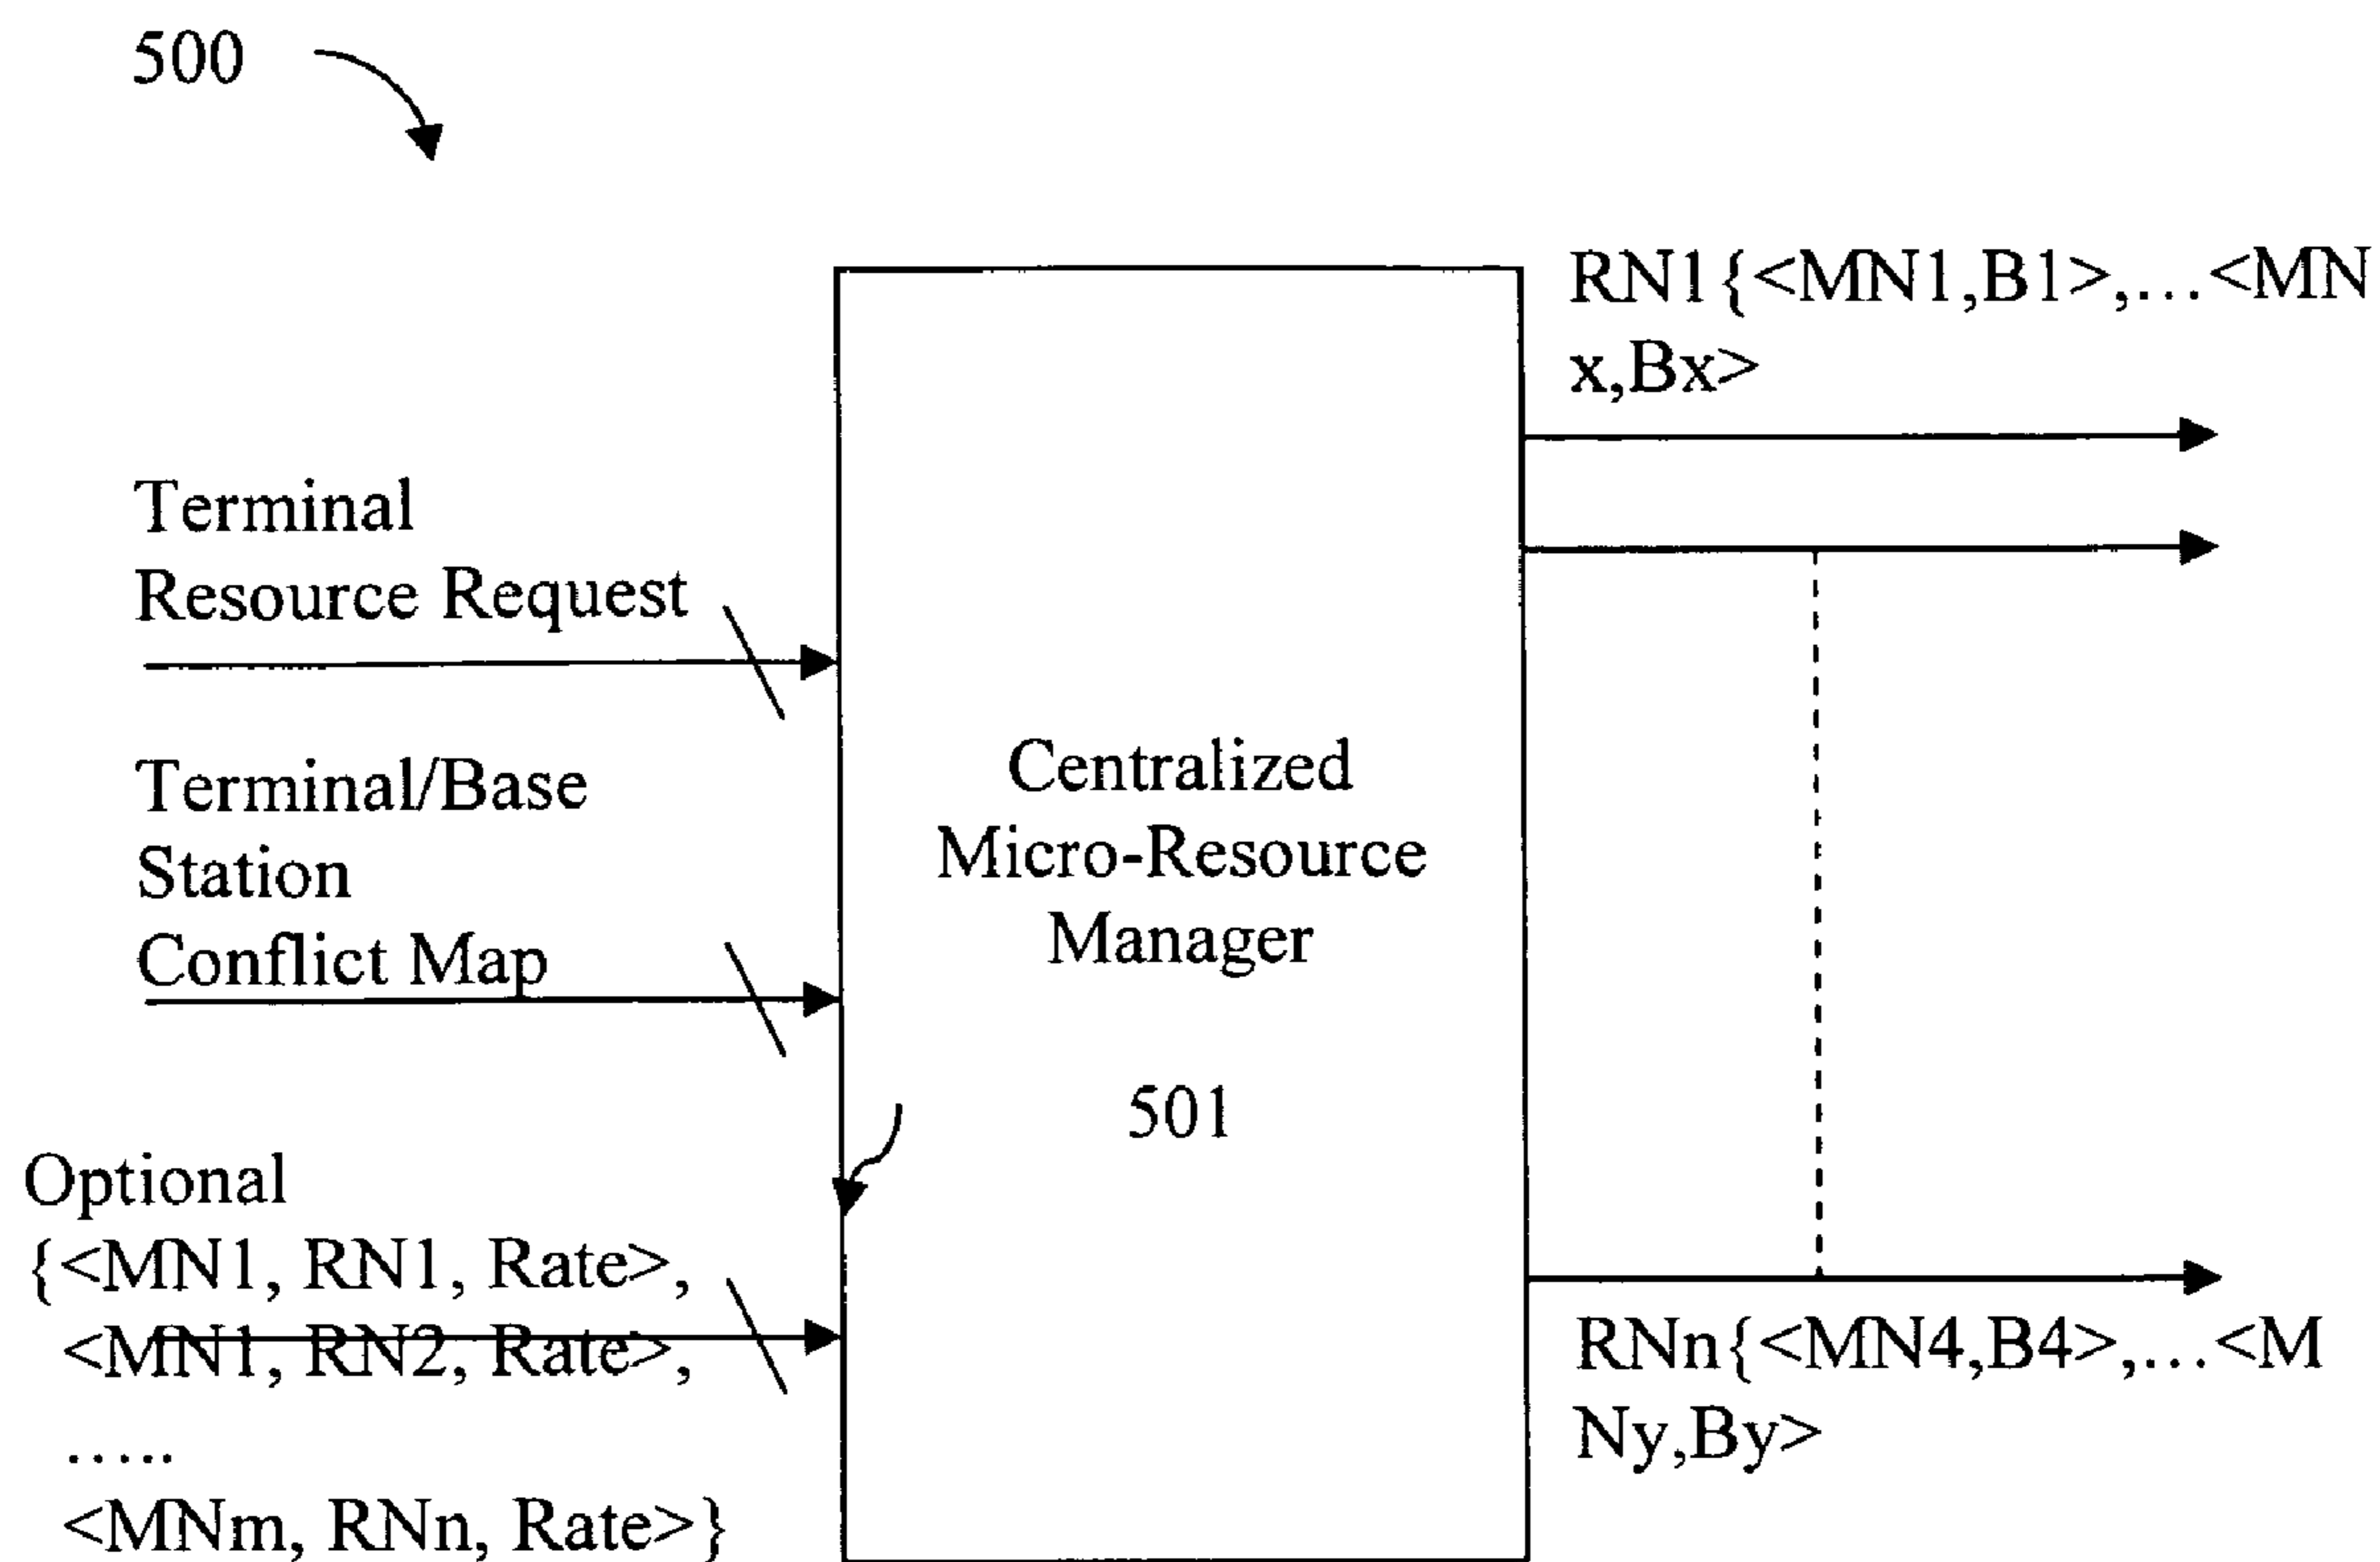 500
RN1{<MN1,B1>,...<MN
x,Bx>
Terminal
Resource Request
Terminal/Base
Station
Conflict Map
Centralized
Micro-Resource
Manager
501
Optional
{<MN1, RN1, Rate>,
<MN1, RN2, Rate>,
.....
<MNm, RNn, Rate>}
RNn{<MN4,B4>,...<M
Ny,By>